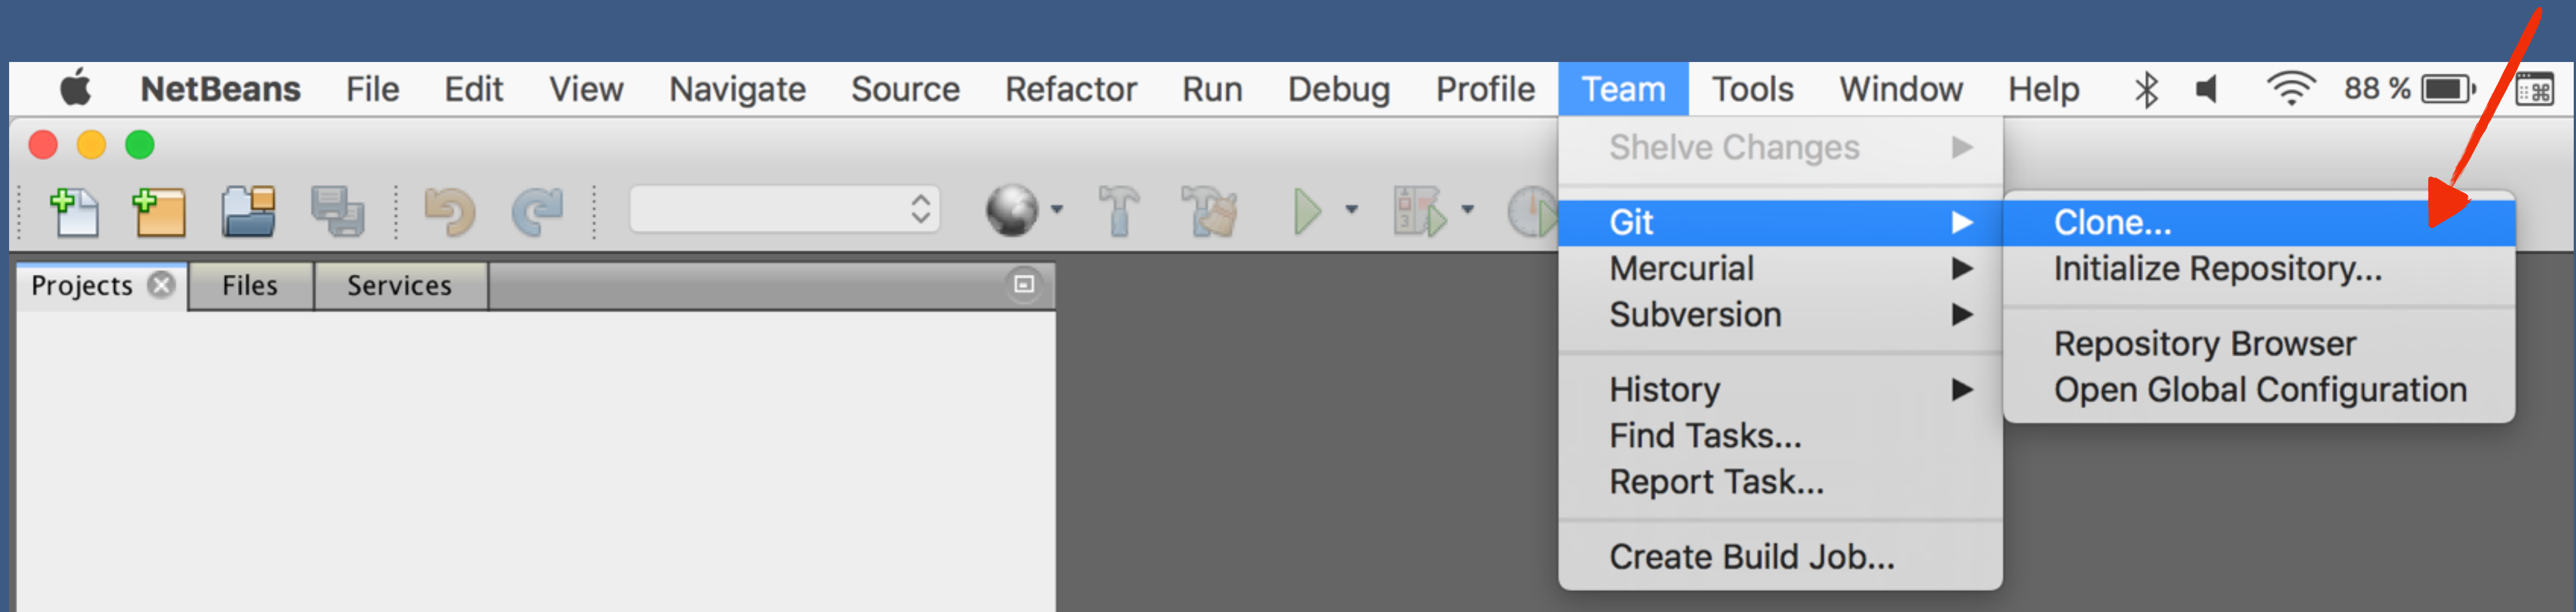 NetBeans File Edit View Navigate Source Refactor Run Debug Profile Team Tools Window Help 88 %
Projects Files Services
Shelve Changes
Git
Mercurial
Subversion
History
Find Tasks...
Report Task...
Create Build Job...
Clone...
Initialize Repository...
Repository Browser
Open Global Configuration